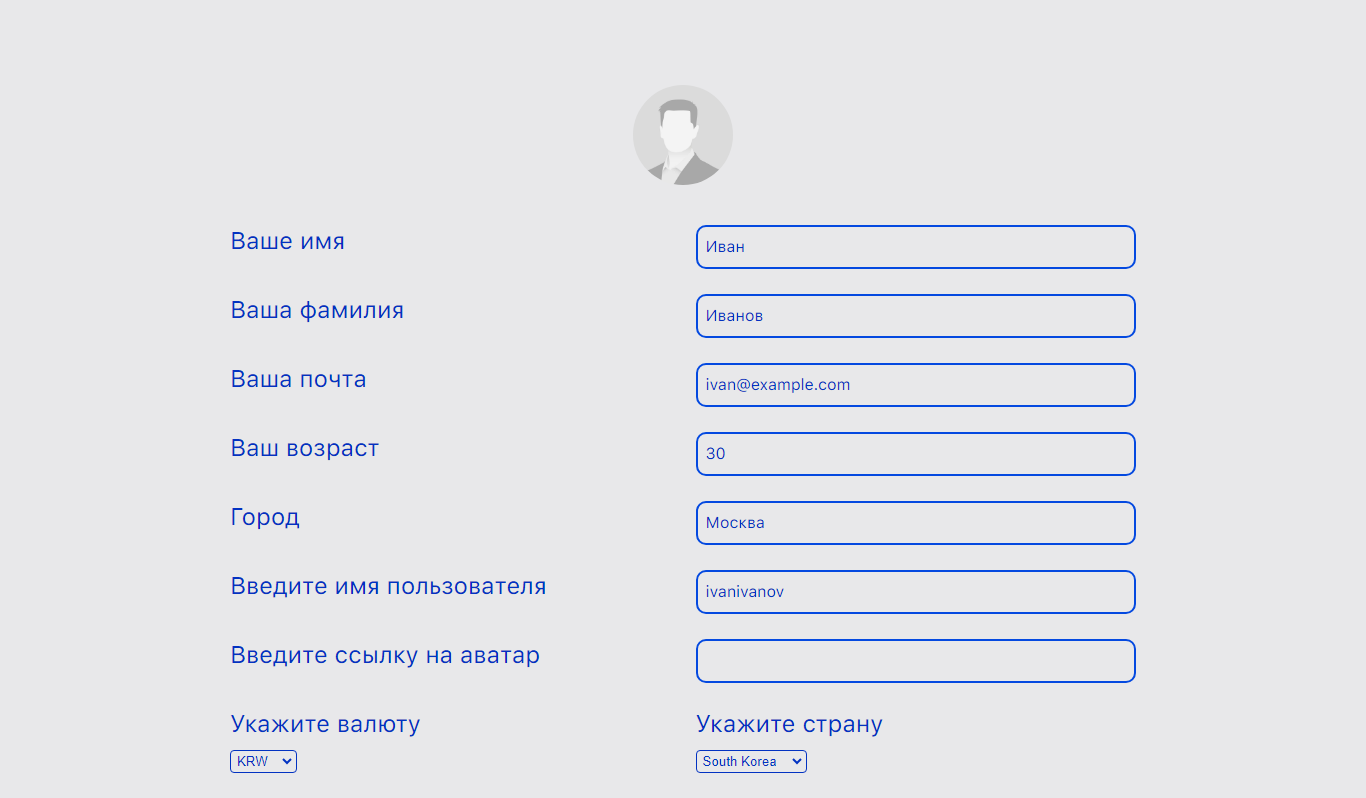 Ваше имя
Иван
Ваша фамилия
Иванов
Ваша почта
ivan@example.com
Ваш возраст
30
Город
Москва
Введите имя пользователя
ivanivanov
Введите ссылку на аватар
Укажите валюту
KRW
Укажите страну
South Korea